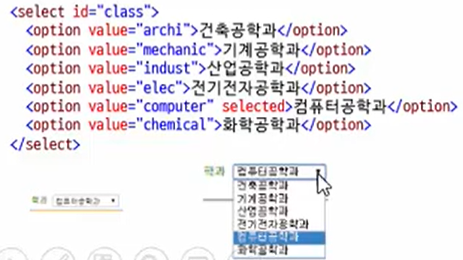 <select id="class">
<option value="archi">건축공학과</option>
<option value="mechanic">기계공학과</option>
<option value="indust">산업공학과</option>
<option value="elec">전기전자공학과</option>
<option value="computer" selected>컴퓨터공학과</option>
<option value="chemical">화학공학과</option>
</select>
학과 컴퓨터공학과
학과 컴퓨터공학과
건축공학과
기계공학과
산업공학과
전기전자공학과
컴퓨터공학과
화학공학과